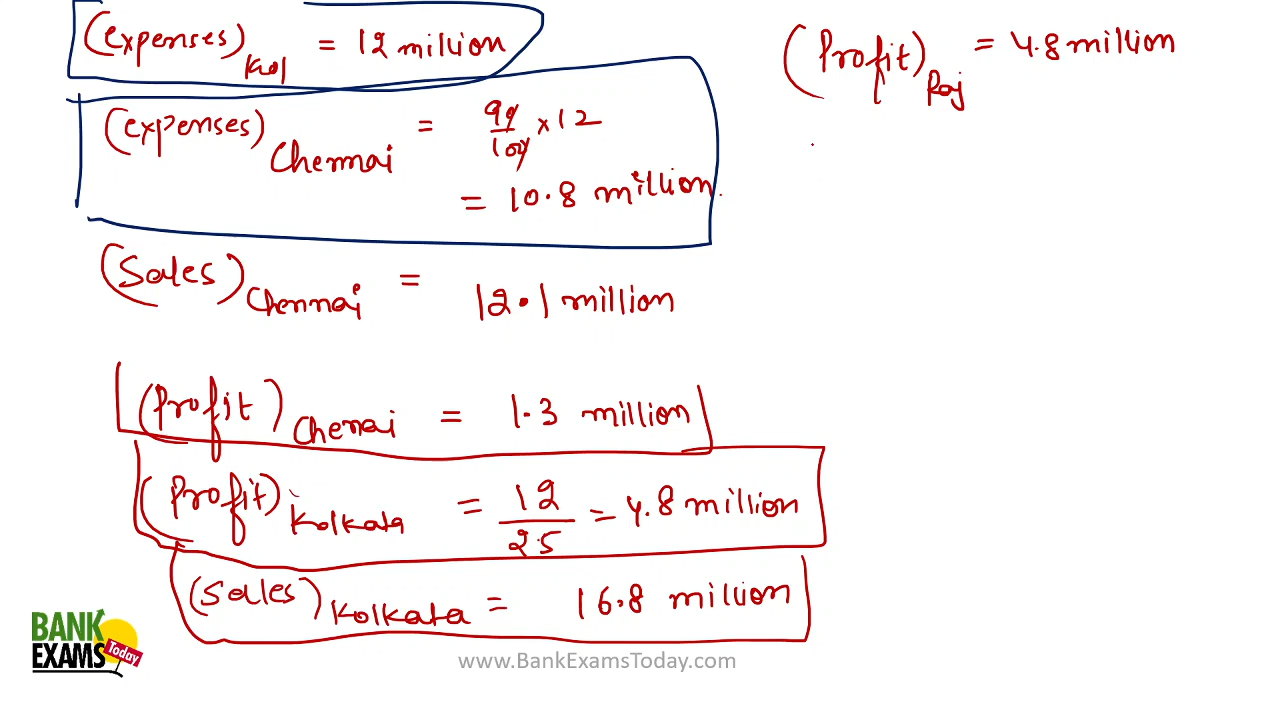 (expenses) Kol = 12 million
(expenses) Chennai = 90/100 × 12
= 10.8 million.
(Sales) Chennai = 12.1 million
(Profit) Chennai = 1.3 million
(Profit) Kolkata = 12/2.5 = 4.8 million
(Sales) Kolkata = 16.8 million
(Profit) Raj = 4.8 million
BANK
EXAMS Today
www.BankExamsToday.com